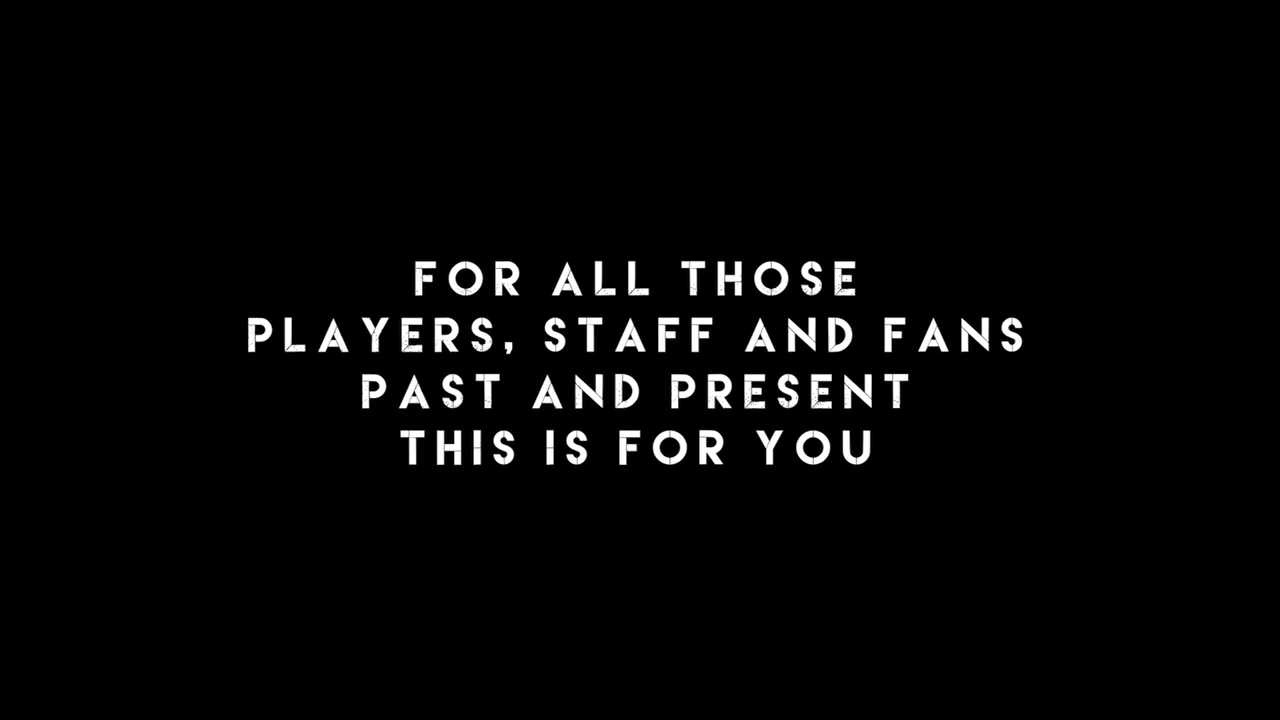 FOR ALL THOSE
PLAYERS, STAFF AND FANS
PAST AND PRESENT
THIS IS FOR YOU